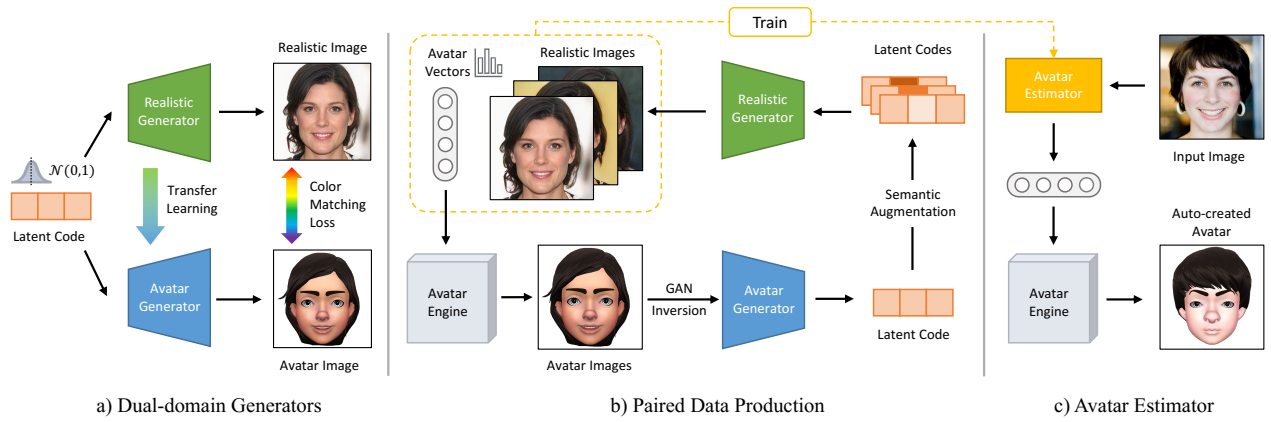 Realistic Image
Realistic
Generator
𝒩(0,1)
Latent Code
Transfer
Learning
Color
Matching
Loss
Avatar
Generator
Avatar Image
a) Dual-domain Generators
Train
Avatar
Vectors
Realistic Images
Realistic
Generator
Latent Codes
Semantic
Augmentation
Avatar
Engine
Avatar Images
GAN
Inversion
Avatar
Generator
Latent Code
b) Paired Data Production
Avatar
Estimator
Input Image
Auto-created
Avatar
Avatar
Engine
c) Avatar Estimator